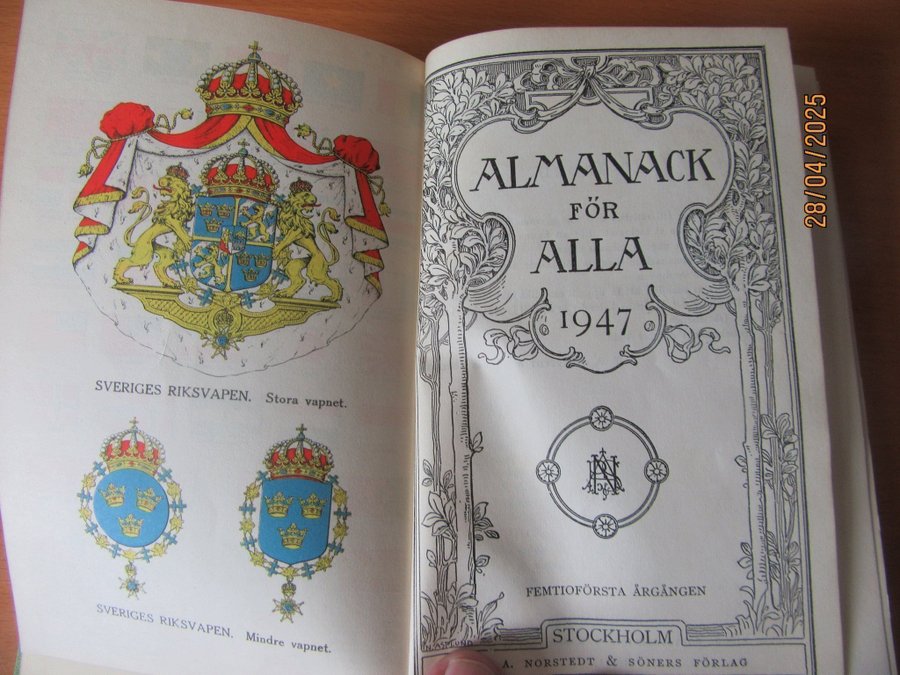 SVERIGES RIKSVAPEN. Stora vapnet.
SVERIGES RIKSVAPEN. Mindre vapnet.
ALMANACK
FÖR
ALLA
1947
FEMTIOFÖRSTA ÅRGÅNGEN
STOCKHOLM
A. NORSTEDT & SÖNERS FÖRLAG
28/04/2025